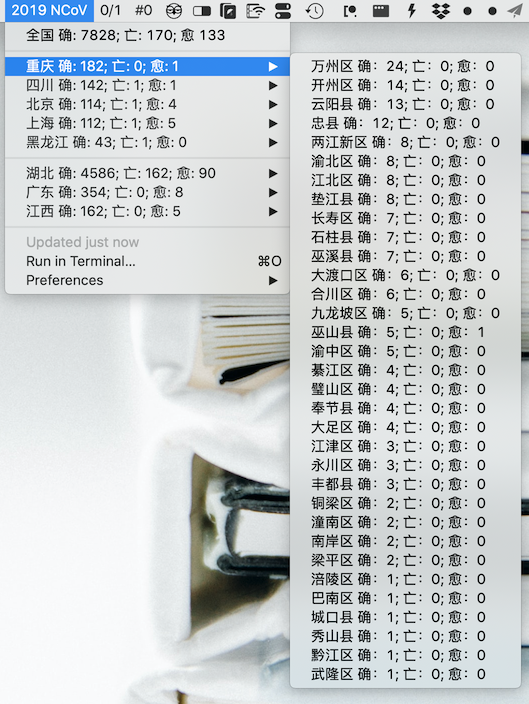 2019 NCoV 0/1 #0
全国 确: 7828; 亡: 170; 愈 133
重庆 确: 182; 亡: 0; 愈: 1
四川 确: 142; 亡: 1; 愈: 1
北京 确: 114; 亡: 1; 愈: 4
上海 确: 112; 亡: 1; 愈: 5
黑龙江 确: 43; 亡: 1; 愈: 0
湖北 确: 4586; 亡: 162; 愈: 90
广东 确: 354; 亡: 0; 愈: 8
江西 确: 162; 亡: 0; 愈: 5
Updated just now
Run in Terminal... ⌘O
Preferences
万州区 确：24; 亡：0; 愈：0
开州区 确：14; 亡：0; 愈：0
云阳县 确：13; 亡：0; 愈：0
忠县 确：12; 亡：0; 愈：0
两江新区 确：8; 亡：0; 愈：0
渝北区 确：8; 亡：0; 愈：0
江北区 确：8; 亡：0; 愈：0
垫江县 确：8; 亡：0; 愈：0
长寿区 确：7; 亡：0; 愈：0
石柱县 确：7; 亡：0; 愈：0
巫溪县 确：7; 亡：0; 愈：0
大渡口区 确：6; 亡：0; 愈：0
合川区 确：6; 亡：0; 愈：0
九龙坡区 确：5; 亡：0; 愈：0
巫山县 确：5; 亡：0; 愈：1
渝中区 确：5; 亡：0; 愈：0
綦江区 确：4; 亡：0; 愈：0
璧山区 确：4; 亡：0; 愈：0
奉节县 确：4; 亡：0; 愈：0
大足区 确：4; 亡：0; 愈：0
江津区 确：3; 亡：0; 愈：0
永川区 确：3; 亡：0; 愈：0
丰都县 确：3; 亡：0; 愈：0
铜梁区 确：2; 亡：0; 愈：0
潼南区 确：2; 亡：0; 愈：0
南岸区 确：2; 亡：0; 愈：0
梁平区 确：2; 亡：0; 愈：0
涪陵区 确：1; 亡：0; 愈：0
巴南区 确：1; 亡：0; 愈：0
城口县 确：1; 亡：0; 愈：0
秀山县 确：1; 亡：0; 愈：0
黔江区 确：1; 亡：0; 愈：0
武隆区 确：1; 亡：0; 愈：0